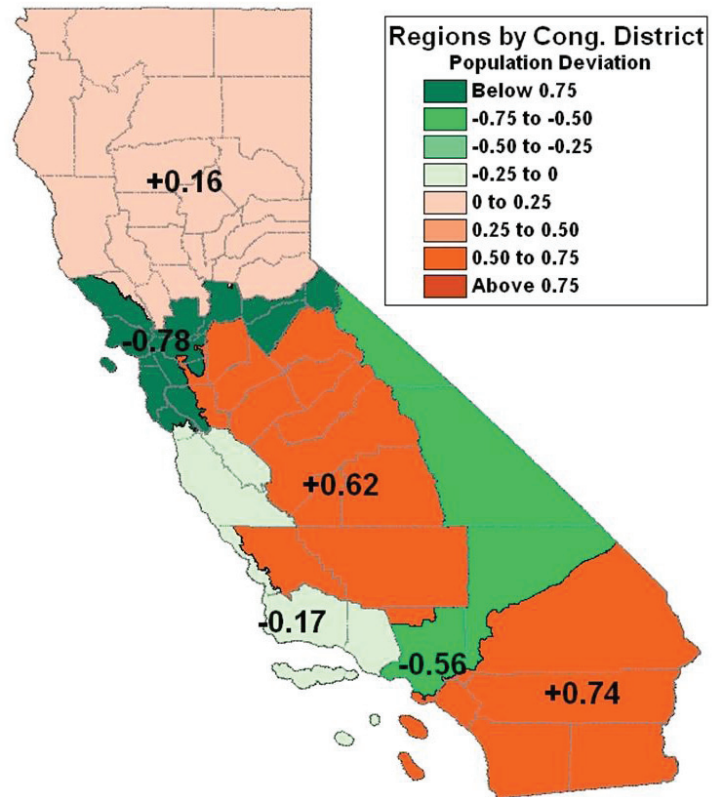 Regions by Cong. District
Population Deviation
Below 0.75
-0.75 to -0.50
-0.50 to -0.25
-0.25 to 0
0 to 0.25
0.25 to 0.50
0.50 to 0.75
Above 0.75
+0.16
-0.78
+0.62
-0.17
-0.56
+0.74